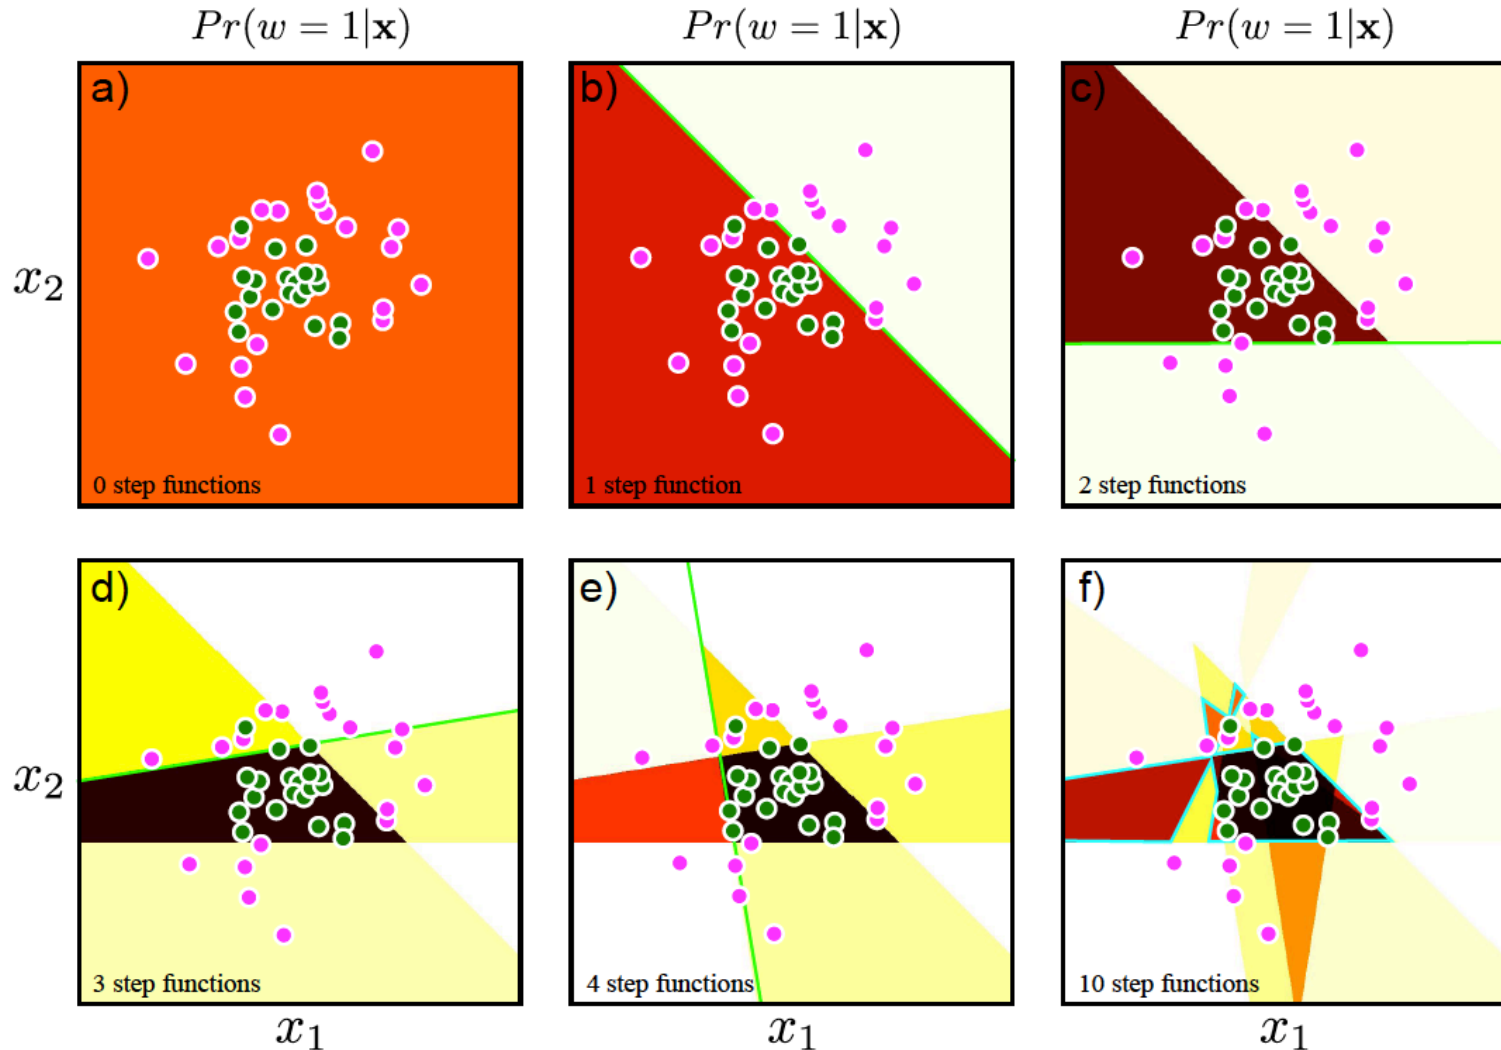 Pr(w = 1|x) Pr(w = 1|x) Pr(w = 1|x)
a) b) c)
x₂
0 step functions 1 step function 2 step functions
d) e) f)
x₂
3 step functions 4 step functions 10 step functions
x₁ x₁ x₁